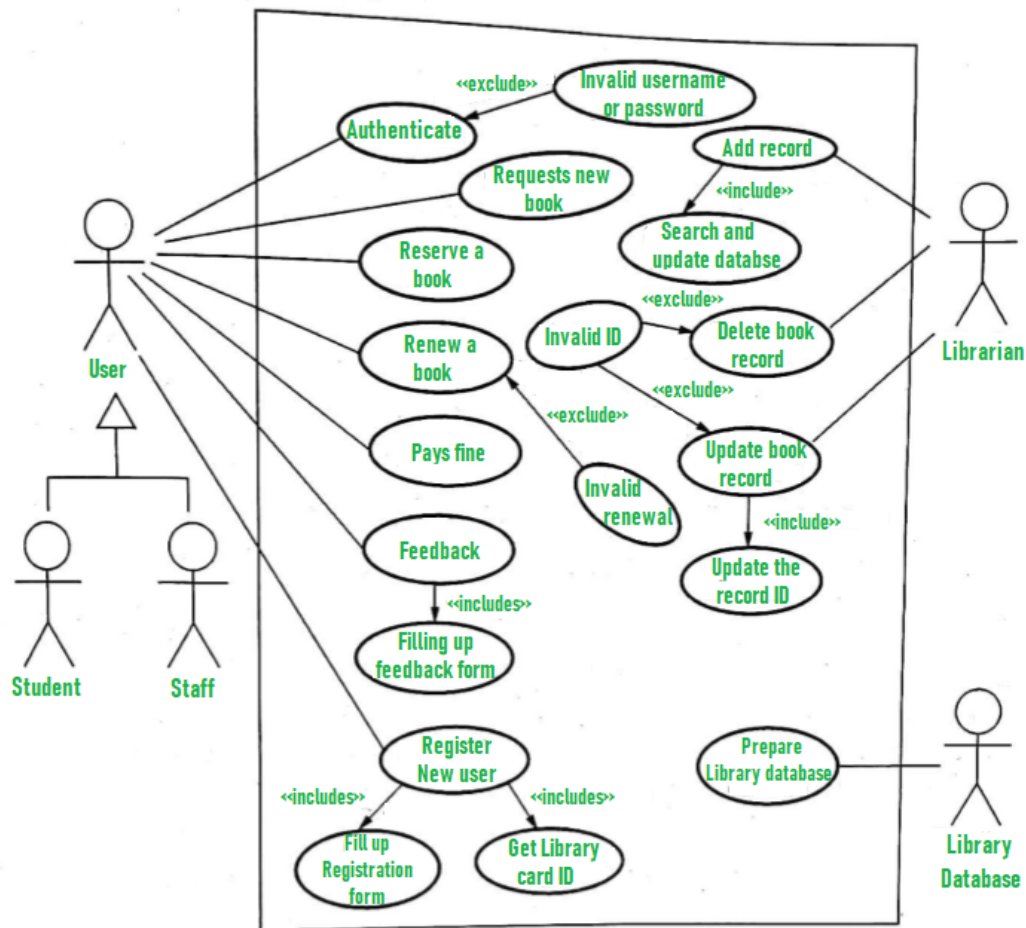 «exclude»
Invalid username
or password
Authenticate
Add record
Requests new
book
«include»
Search and
update databse
Reserve a
book
«exclude»
Invalid ID
Delete book
record
Librarian
User
Renew a
book
«exclude»
«exclude»
Pays fine
Update book
record
Invalid
renewal
«include»
Feedback
Update the
record ID
«includes»
Filling up
feedback form
Student
Staff
Register
New user
Prepare
Library database
«includes»
«includes»
Fill up
Registration
form
Get Library
card ID
Library
Database